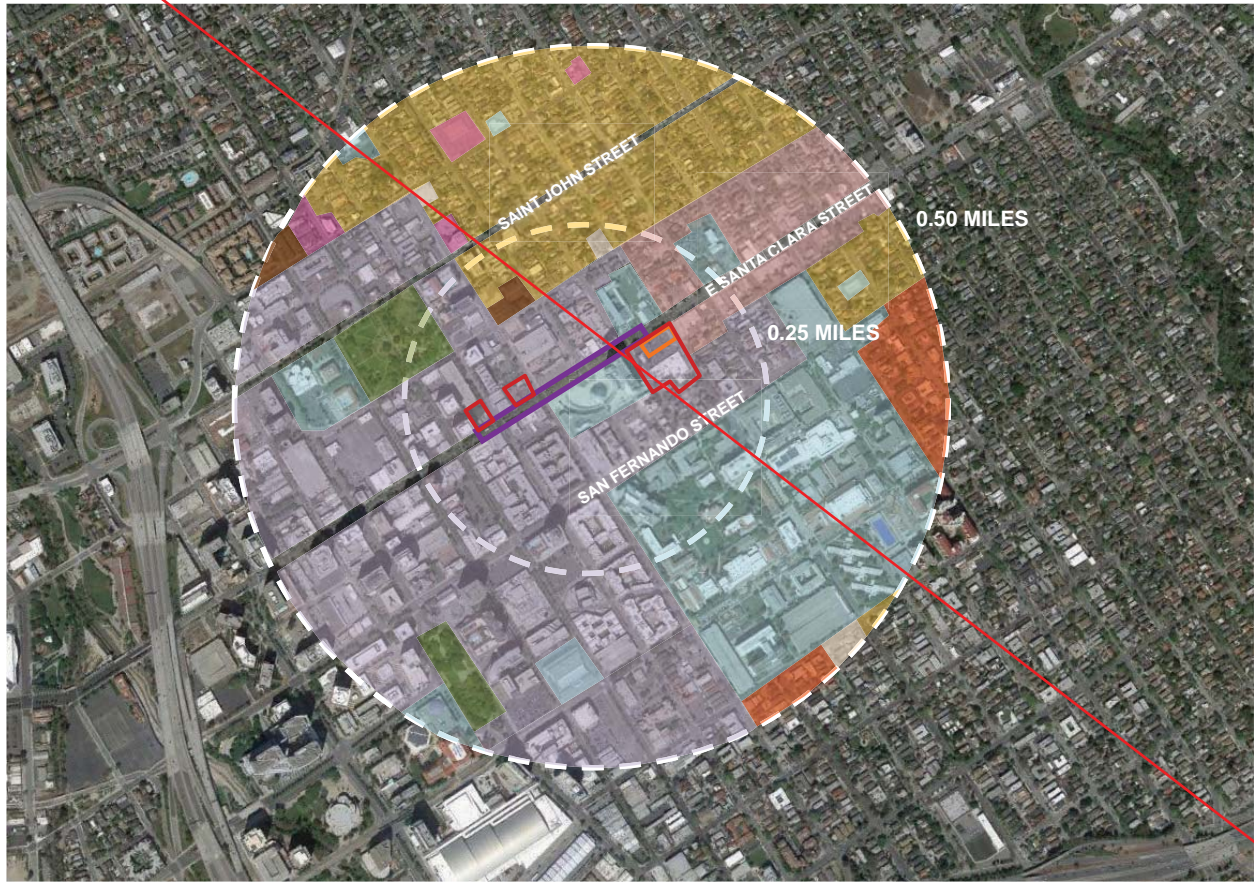 SAINT JOHN STREET
E SANTA CLARA STREET
0.50 MILES
0.25 MILES
SAN FERNANDO STREET